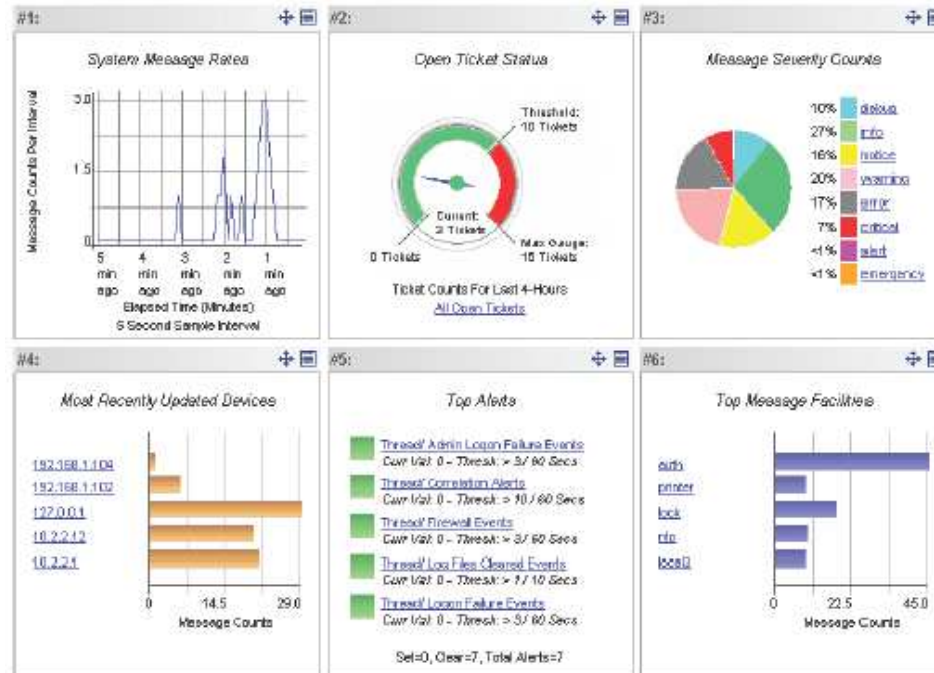 #1:
System Message Rates
Message Counts Per Interval
3.0
1.5
0
5 min ago
4 min ago
3 min ago
2 min ago
1 min ago
Elapsed Time (Minutes)
5 Second Sample Interval
#2:
Open Ticket Status
Threshold:
10 Tickets
Current:
Tickets
0 Tickets
Max Gauge:
15 Tickets
Ticket Counts For Last 4-Hours
All Open Tickets
#3:
Message Severity Counts
10% debug
27% info
16% notice
20% warning
17% error
7% critical
<1% alert
<1% emergency
#4:
Most Recently Updated Devices
192.168.1.104
192.168.1.102
127.0.0.1
10.2.2.12
10.2.2.1
0 14.5 29.0
Message Counts
#5:
Top Alerts
Thread/ Admin Logon Failure Events
Curr Val: 0 - Thresh: > 3 / 60 Secs
Thread/ Correlation Alerts
Curr Val: 0 - Thresh: > 10 / 60 Secs
Thread/ Firewall Events
Curr Val: 0 - Thresh: > 3 / 60 Secs
Thread/ Log Files Cleared Events
Curr Val: 0 - Thresh: > 1 / 10 Secs
Thread/ Logon Failure Events
Curr Val: 0 - Thresh: > 3 / 60 Secs
Set=0, Clear=7, Total Alerts=7
#6:
Top Message Facilities
auth
printer
lock
ntp
local0
0 22.5 45.0
Message Counts